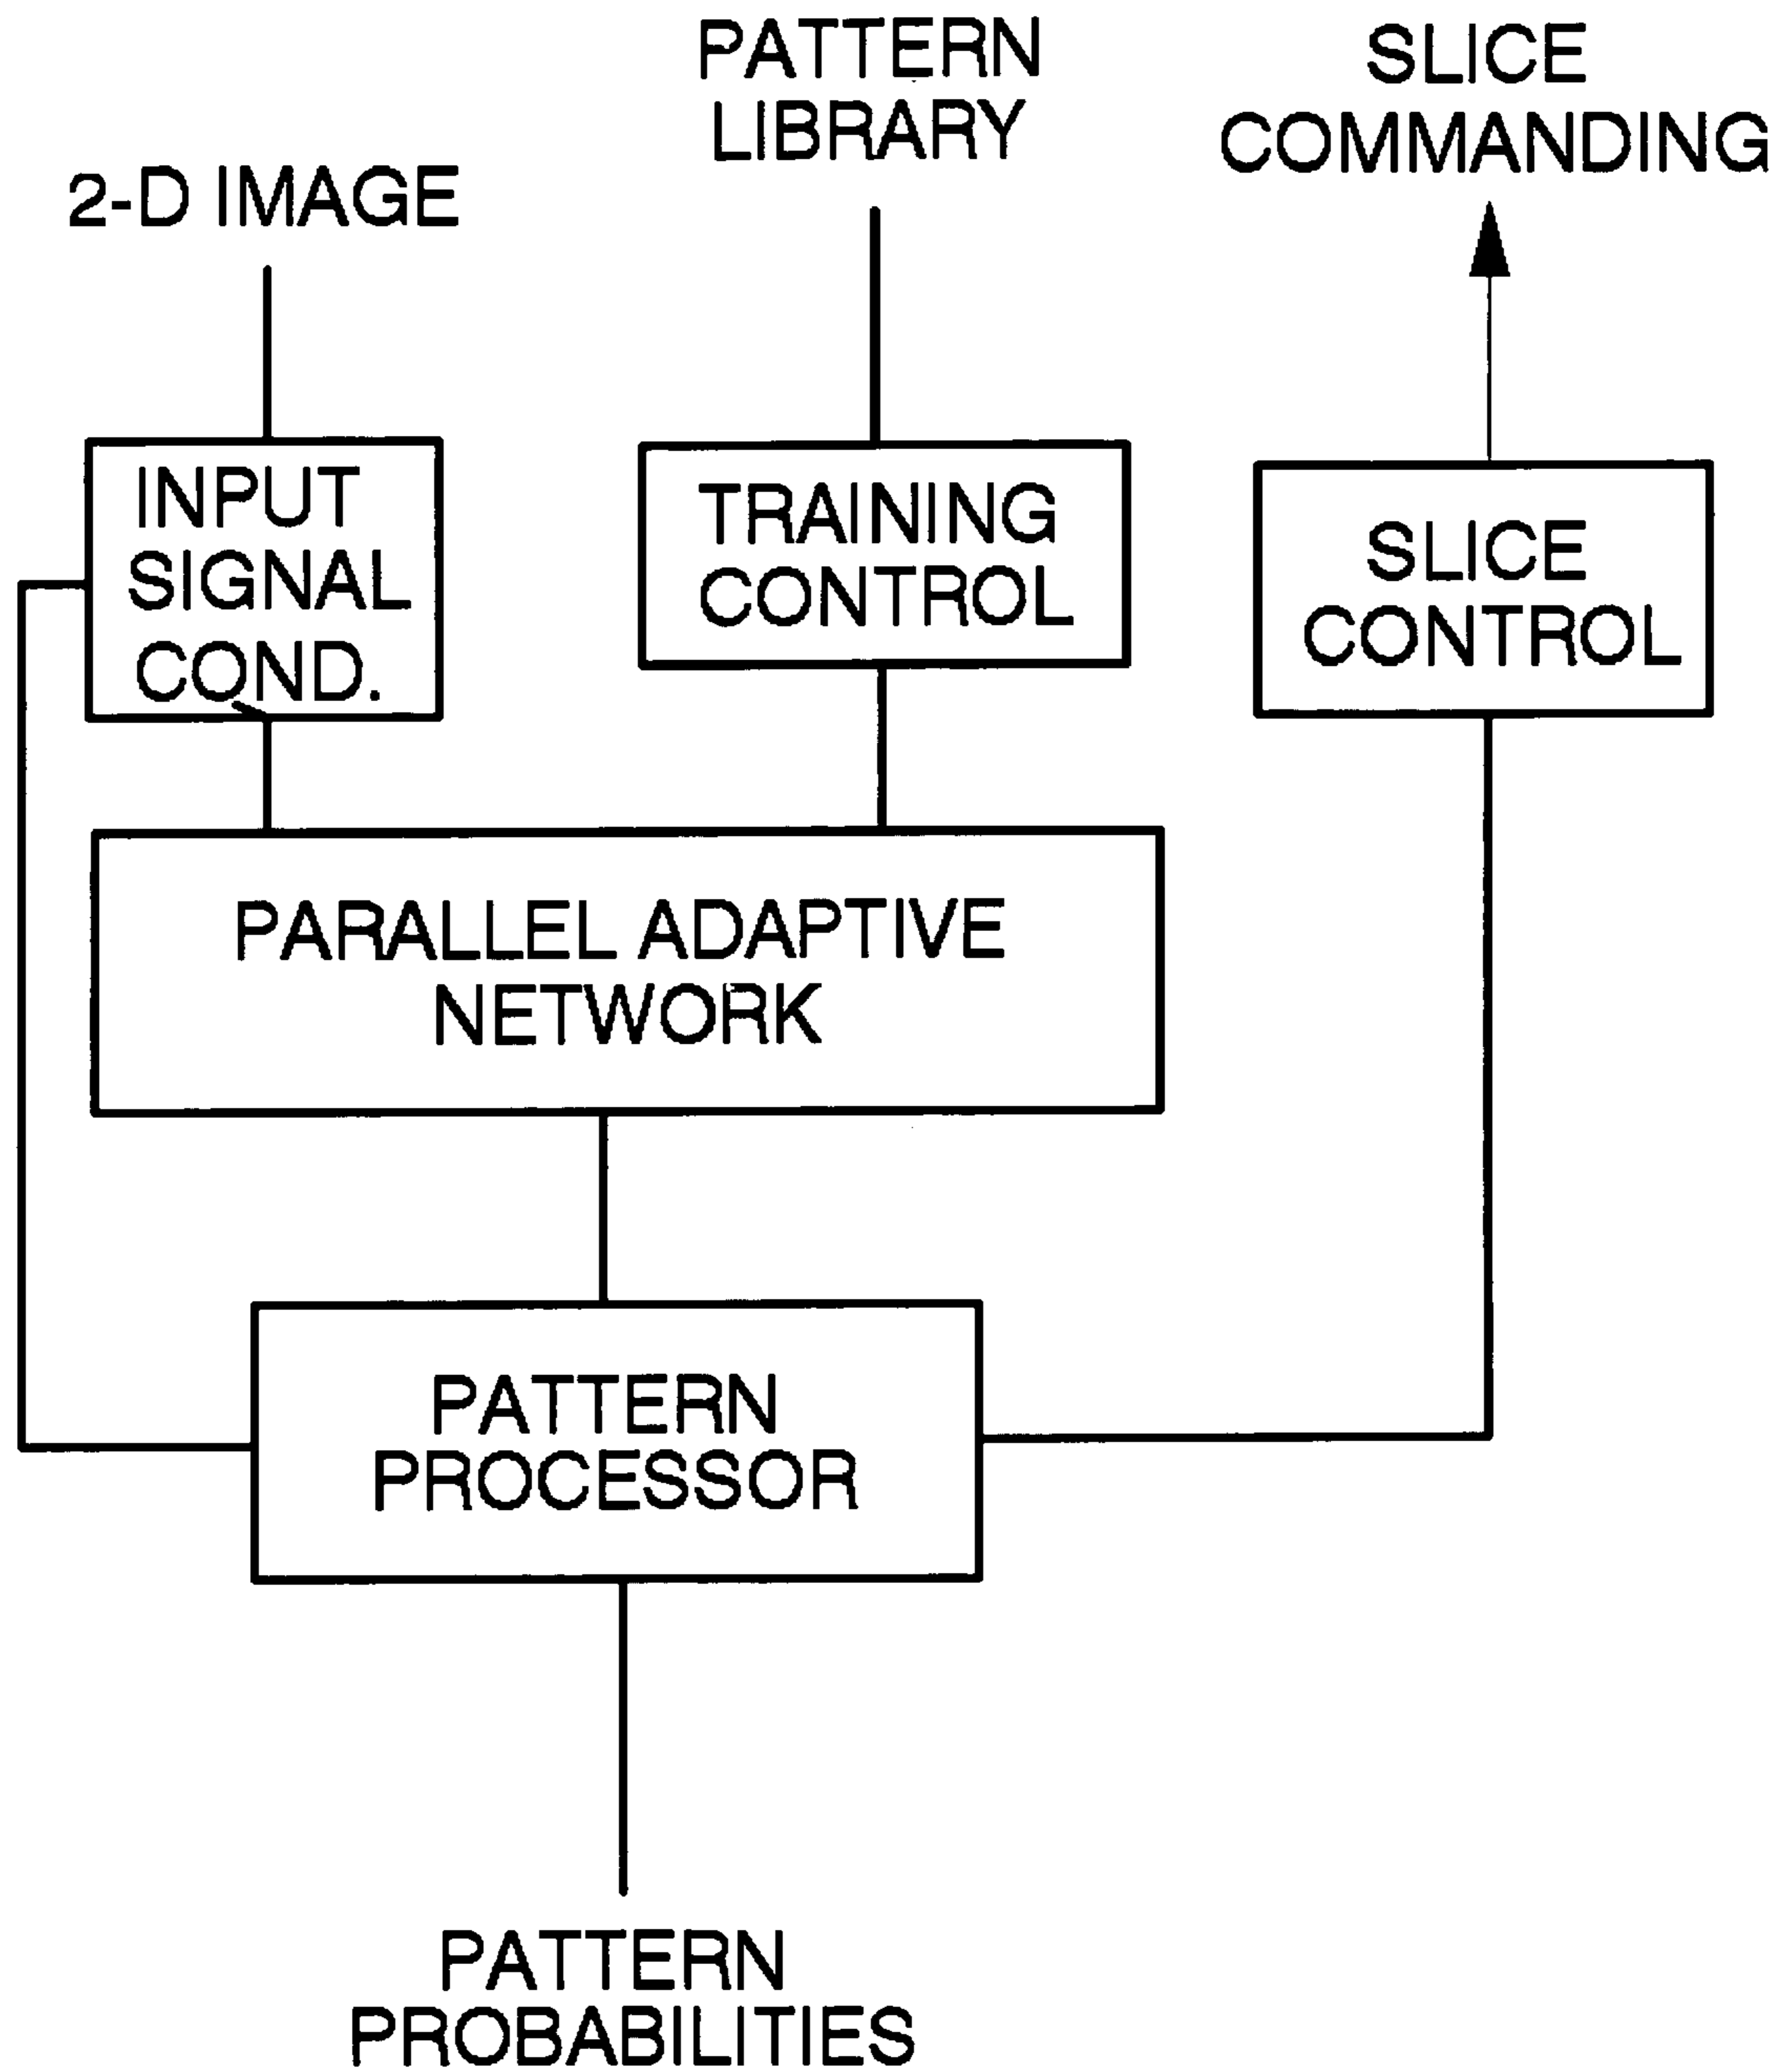 PATTERN
LIBRARY
SLICE
COMMANDING
2-D IMAGE
INPUT
SIGNAL
COND.
TRAINING
CONTROL
SLICE
CONTROL
PARALLEL ADAPTIVE
NETWORK
PATTERN
PROCESSOR
PATTERN
PROBABILITIES